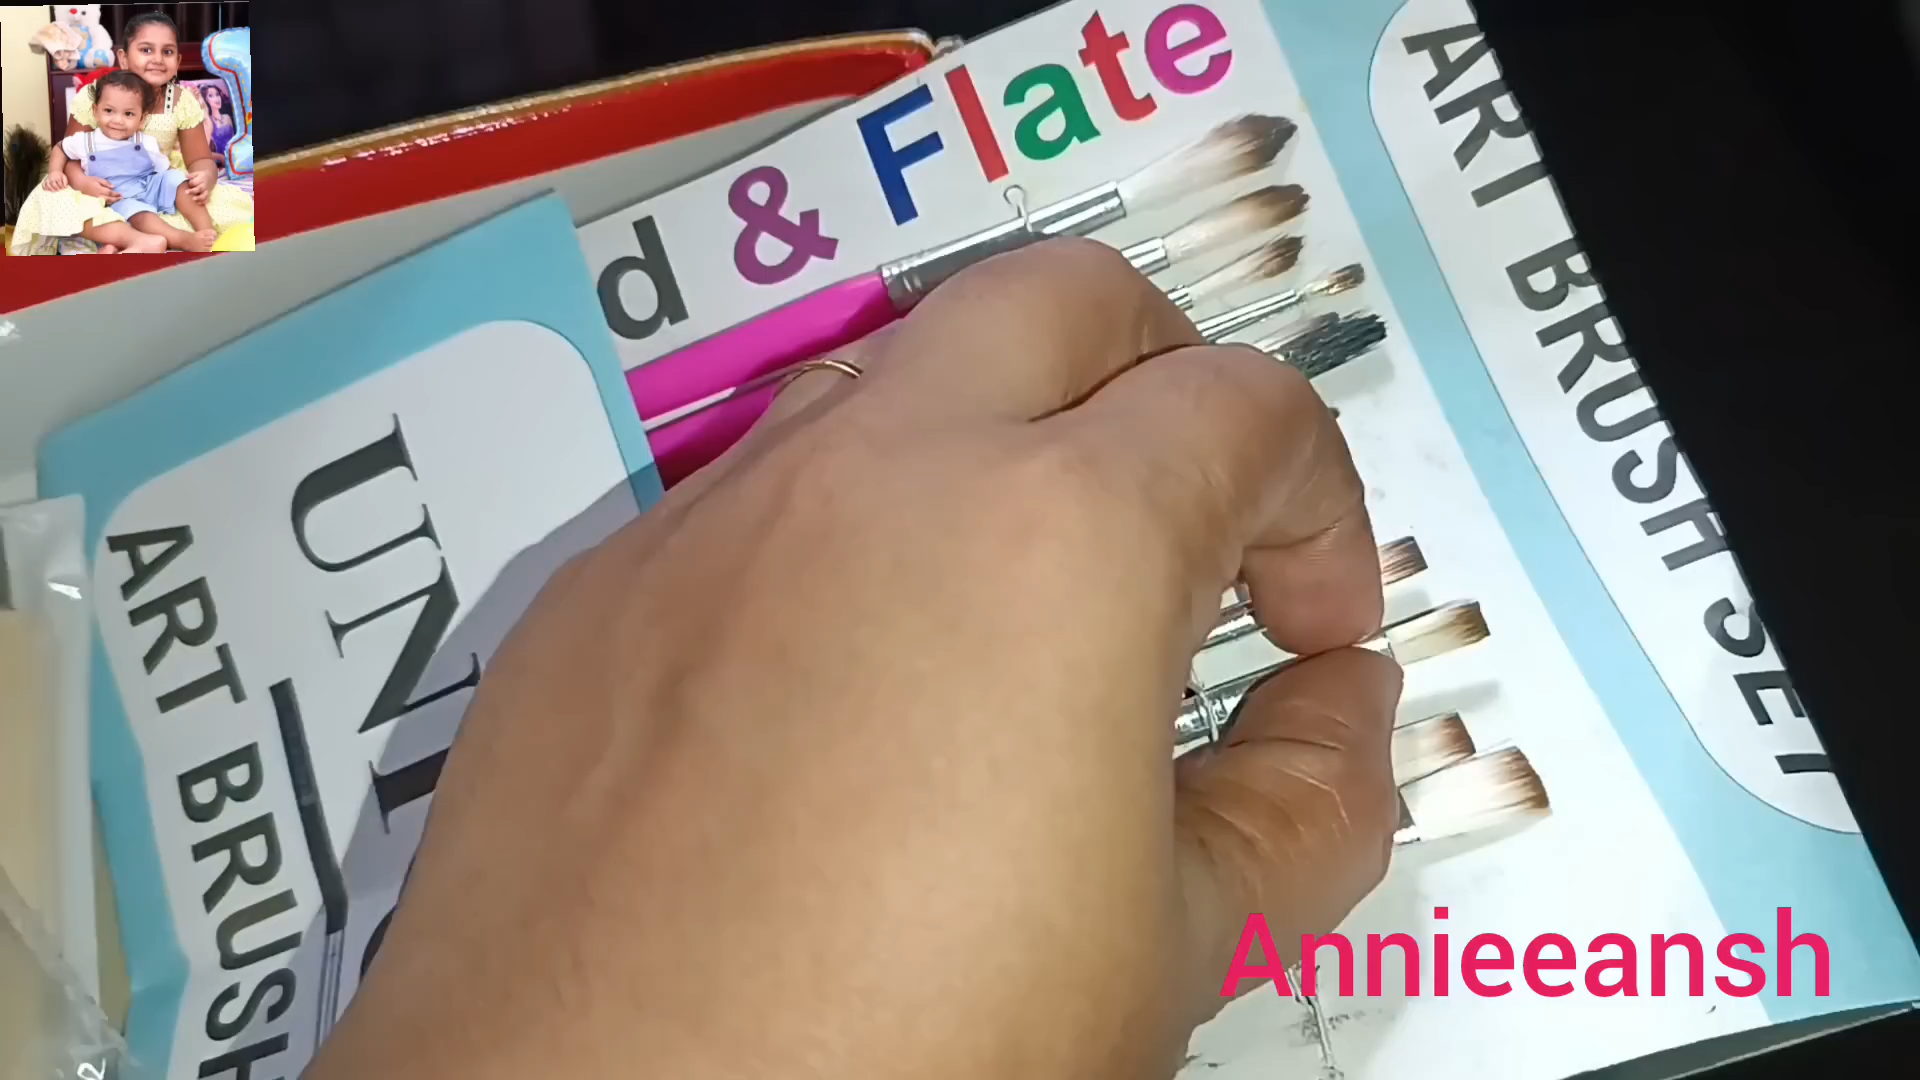 d & Flate
ART BRUSH SET
UNI
ART BRUSH
Annieeansh